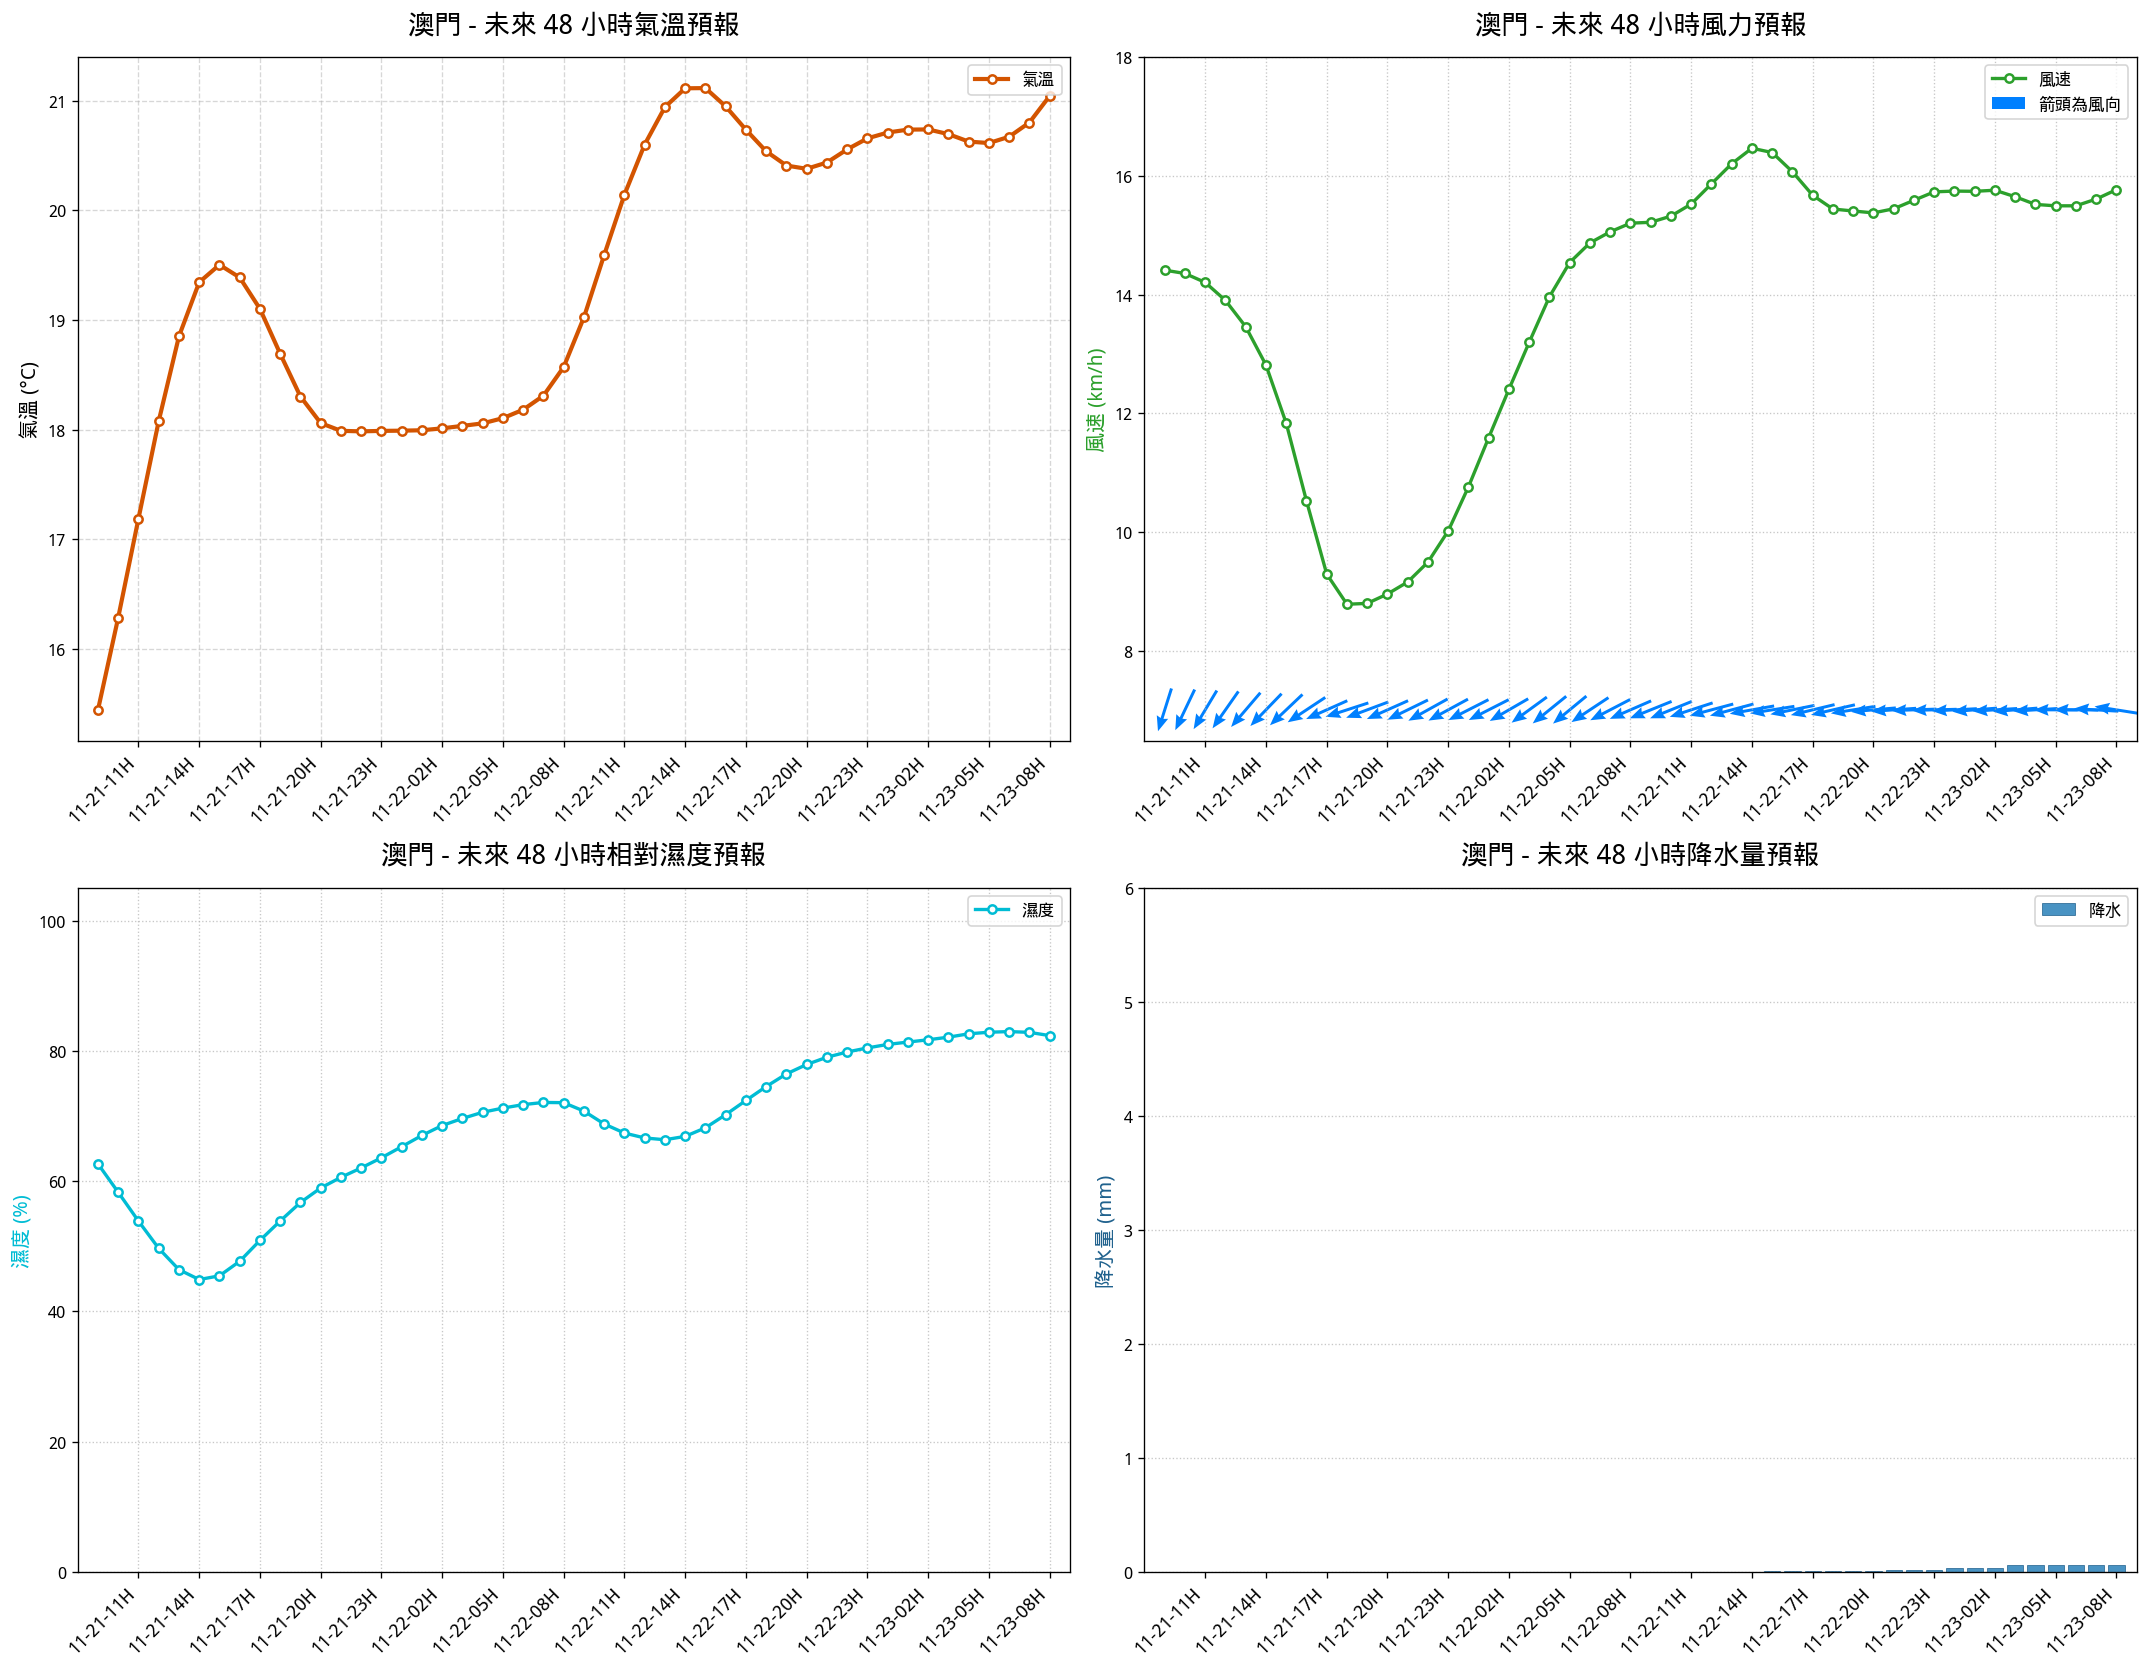 澳門 - 未來 48 小時氣溫預報
氣溫 (°C)
21
20
19
18
17
16
氣溫
11-21-11H
11-21-14H
11-21-17H
11-21-20H
11-21-23H
11-22-02H
11-22-05H
11-22-08H
11-22-11H
11-22-14H
11-22-17H
11-22-20H
11-22-23H
11-23-02H
11-23-05H
11-23-08H
澳門 - 未來 48 小時風力預報
風速 (km/h)
18
16
14
12
10
8
風速
箭頭為風向
11-21-11H
11-21-14H
11-21-17H
11-21-20H
11-21-23H
11-22-02H
11-22-05H
11-22-08H
11-22-11H
11-22-14H
11-22-17H
11-22-20H
11-22-23H
11-23-02H
11-23-05H
11-23-08H
澳門 - 未來 48 小時相對濕度預報
濕度 (%)
100
80
60
40
20
0
濕度
11-21-11H
11-21-14H
11-21-17H
11-21-20H
11-21-23H
11-22-02H
11-22-05H
11-22-08H
11-22-11H
11-22-14H
11-22-17H
11-22-20H
11-22-23H
11-23-02H
11-23-05H
11-23-08H
澳門 - 未來 48 小時降水量預報
降水量 (mm)
6
5
4
3
2
1
0
降水
11-21-11H
11-21-14H
11-21-17H
11-21-20H
11-21-23H
11-22-02H
11-22-05H
11-22-08H
11-22-11H
11-22-14H
11-22-17H
11-22-20H
11-22-23H
11-23-02H
11-23-05H
11-23-08H